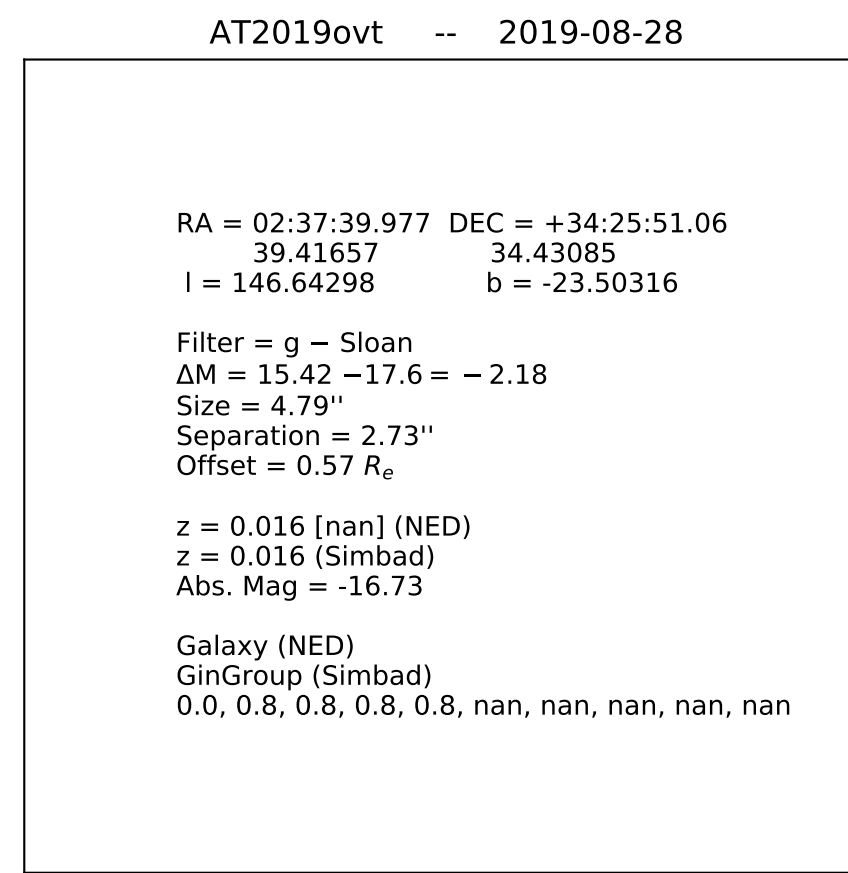 AT2019ovt -- 2019-08-28
RA = 02:37:39.977 DEC = +34:25:51.06
39.41657 34.43085
l = 146.64298 b = -23.50316
Filter = g − Sloan
ΔM = 15.42 −17.6 = − 2.18
Size = 4.79''
Separation = 2.73''
Offset = 0.57 Re
z = 0.016 [nan] (NED)
z = 0.016 (Simbad)
Abs. Mag = -16.73
Galaxy (NED)
GinGroup (Simbad)
0.0, 0.8, 0.8, 0.8, 0.8, nan, nan, nan, nan, nan